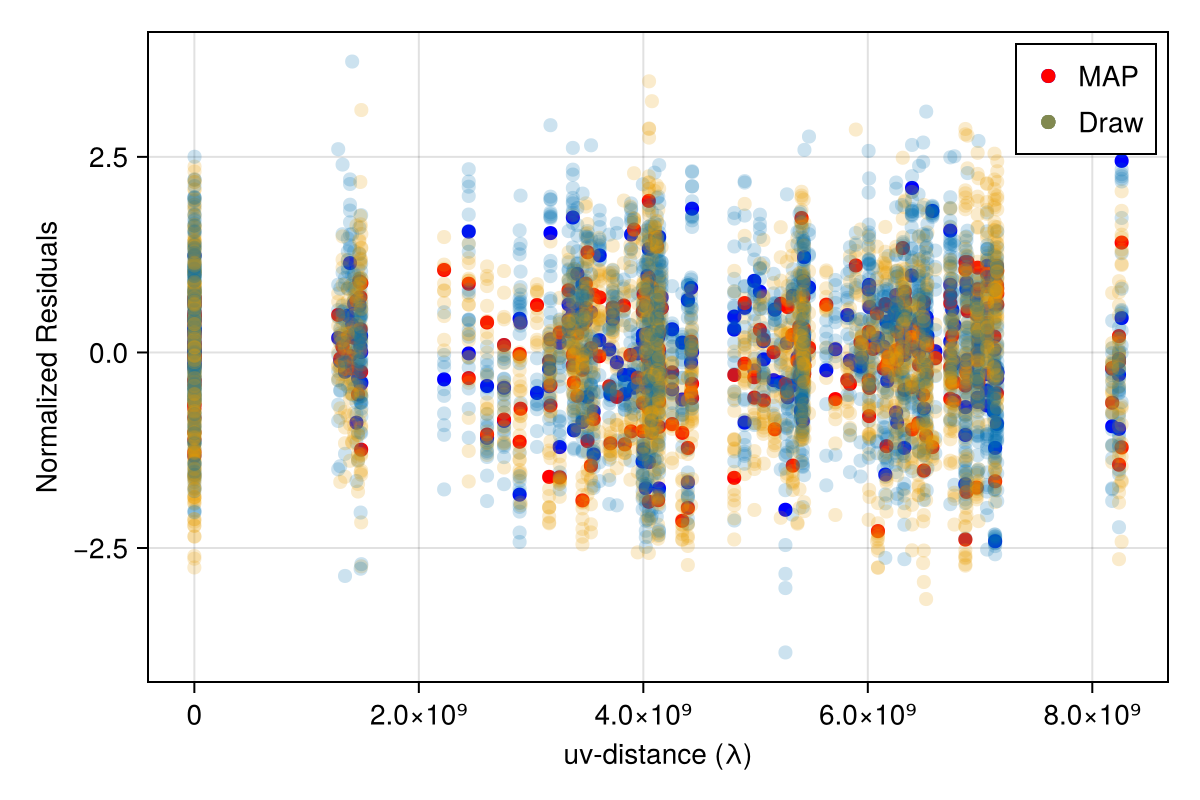 MAP
Draw
2.5
0.0
−2.5
Normalized Residuals
0
2.0×10⁹
4.0×10⁹
6.0×10⁹
8.0×10⁹
uv-distance (λ)